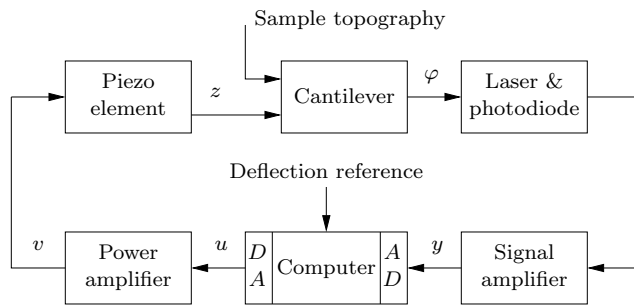 Sample topography
Piezo
element
z
Cantilever
φ
Laser &
photodiode
Deflection reference
v
Power
amplifier
u
D
A
Computer
A
D
y
Signal
amplifier